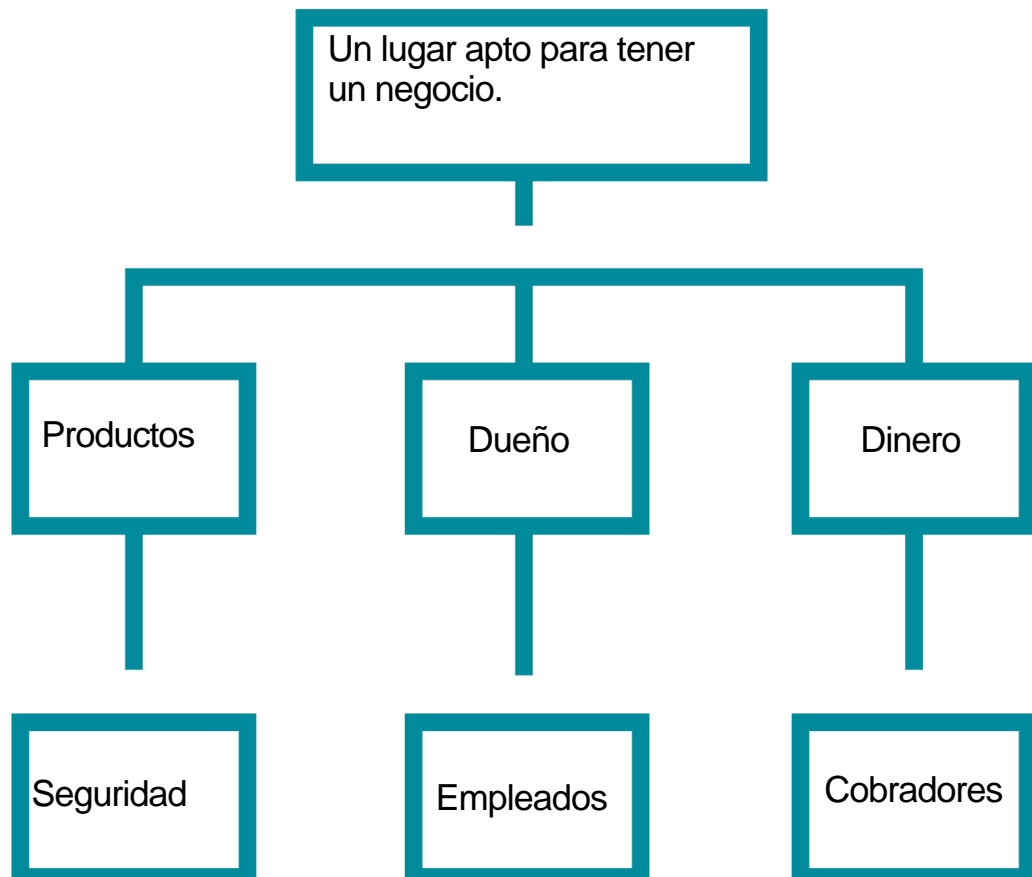 Un lugar apto para tener
un negocio.
Productos
Dueño
Dinero
Seguridad
Empleados
Cobradores